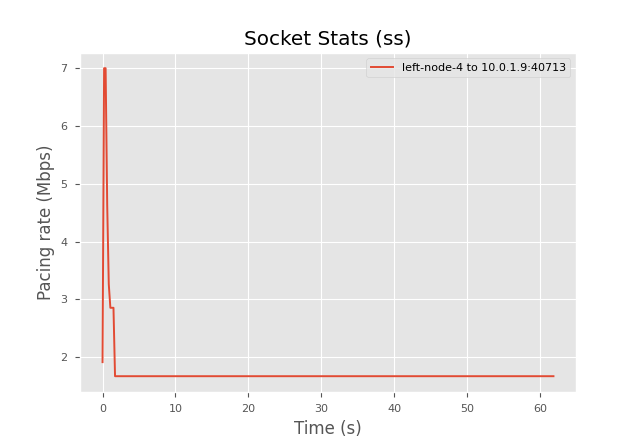 Socket Stats (ss)
left-node-4 to 10.0.1.9:40713
Pacing rate (Mbps)
7
6
5
4
3
2
0 10 20 30 40 50 60
Time (s)